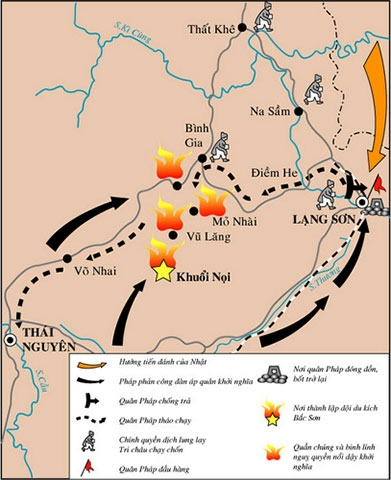 S.Kì Cùng
Thất Khê
Na Sầm
Bình
Gia
Điềm He
LẠNG SƠN
Mỏ Nhài
Vũ Lăng
Khuổi Nọi
Võ Nhai
S.Thương
THÁI
NGUYÊN
S.Cầu
Hướng tiến đánh của Nhật
Pháp phản công đàn áp quân khởi nghĩa
Quân Pháp chống trả
Quân Pháp tháo chạy
Chính quyền địch lung lay
Tri châu chạy chốn
Quân Pháp đầu hàng
Nơi quân Pháp đóng đồn,
bốt trở lại
Nơi thành lập đội du kích
Bắc Sơn
Quần chúng và binh lính
ngụy quyền nổi dậy khởi
nghĩa